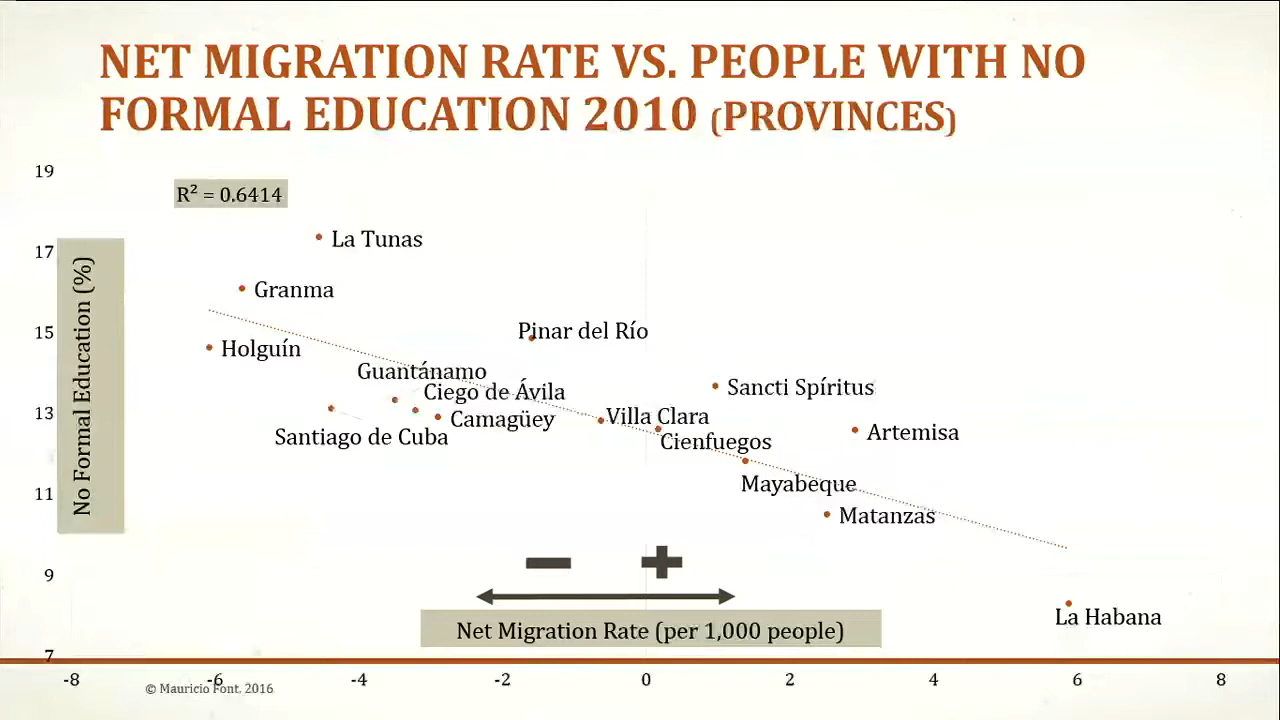 NET MIGRATION RATE VS. PEOPLE WITH NO
FORMAL EDUCATION 2010 (PROVINCES)
19
R² = 0.6414
La Tunas
17
Granma
No Formal Education (%)
Pinar del Río
15
Holguín
Guantánamo
Ciego de Ávila
Sancti Spíritus
13
Camagüey
Villa Clara
Artemisa
Santiago de Cuba
Cienfuegos
Mayabeque
11
Matanzas
9
La Habana
Net Migration Rate (per 1,000 people)
7
-8 -6 -4 -2 0 2 4 6 8
© Mauricio Font, 2016